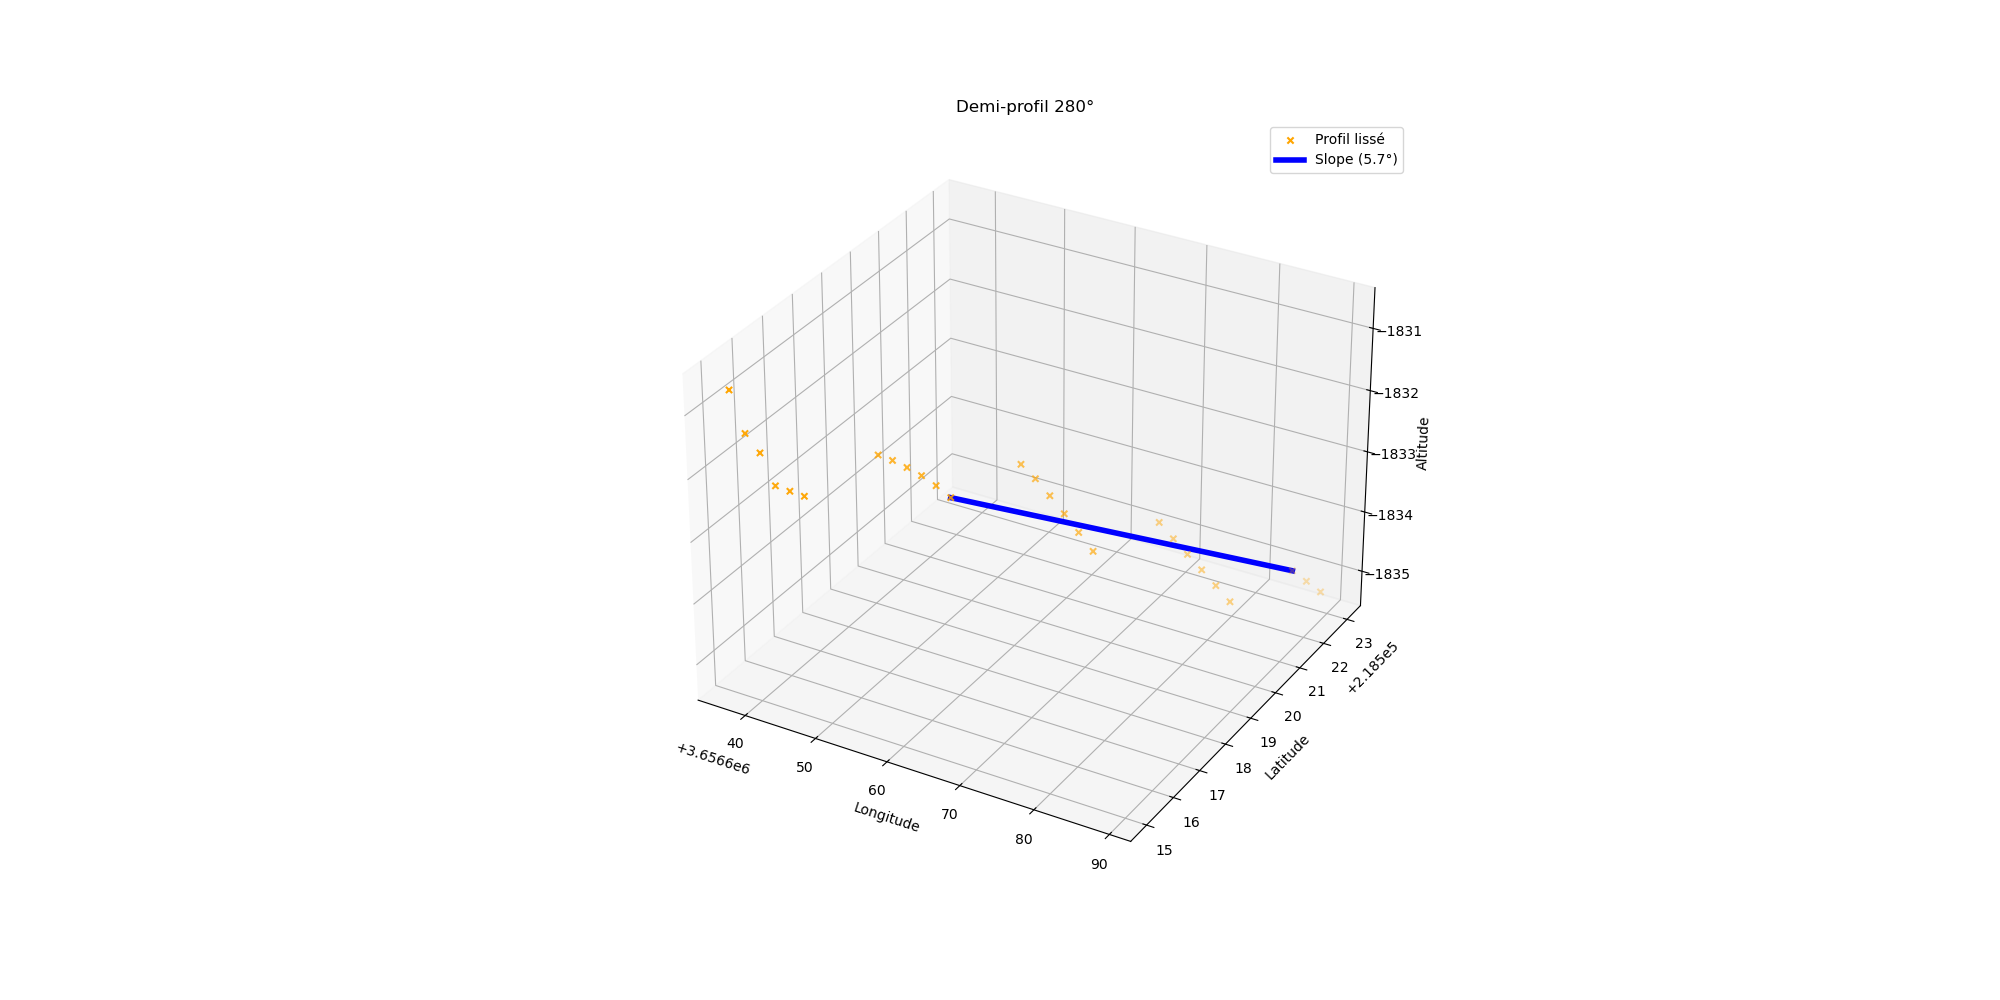 Demi-profil 280°
Profil lissé
Slope (5.7°)
−1831
−1832
−1833
−1834
−1835
Altitude
23
22
21
20
19
18
17
16
15
+2.185e5
Latitude
40
50
60
70
80
90
+3.6566e6
Longitude